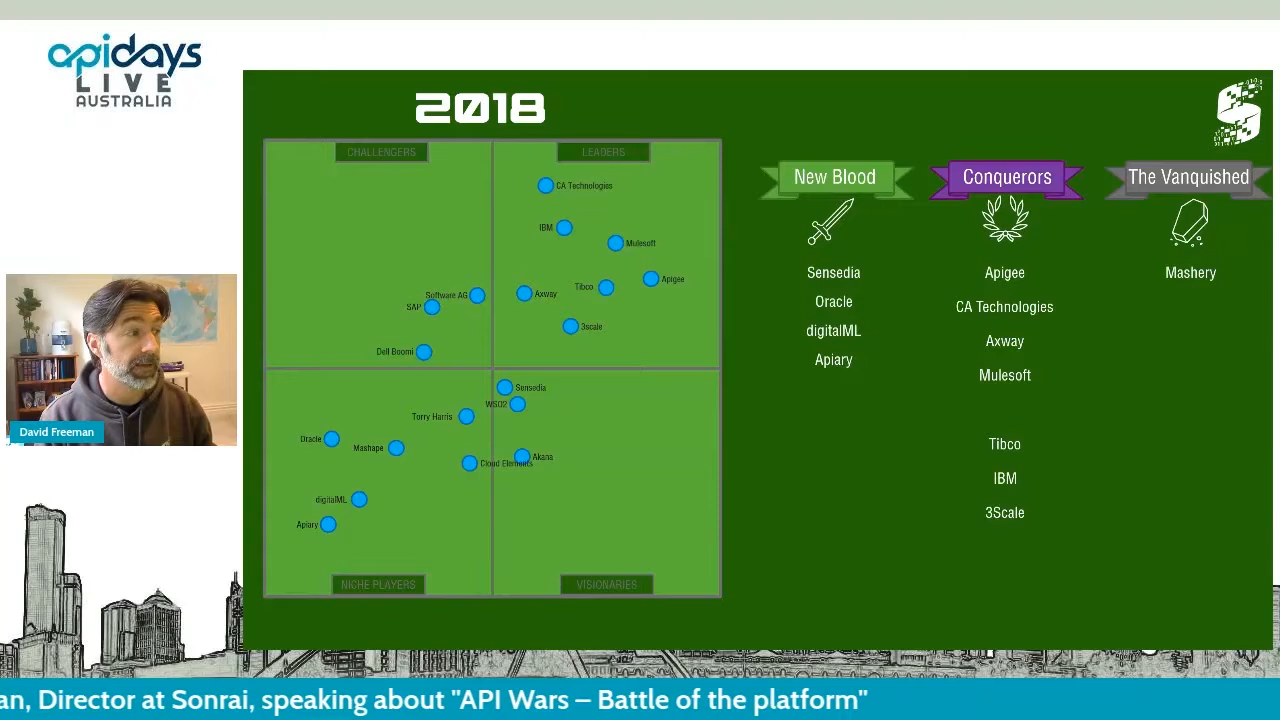 apidays
LIVE
AUSTRALIA
2018
CHALLENGERS
LEADERS
CA Technologies
IBM
Mulesoft
Apigee
Tibco
Axway
3scale
Software AG
SAP
Dell Boomi
Sensedia
WSO2
Torry Harris
Oracle
Mashape
Cloud Elements
Akana
digitalML
Apiary
NICHE PLAYERS
VISIONARIES
New Blood
Sensedia
Oracle
digitalML
Apiary
Conquerors
Apigee
CA Technologies
Axway
Mulesoft
Tibco
IBM
3Scale
The Vanquished
Mashery
David Freeman
an, Director at Sonrai, speaking about "API Wars – Battle of the platform"